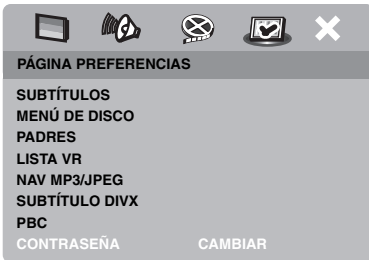 PÁGINA PREFERENCIAS
SUBTÍTULOS
MENÚ DE DISCO
PADRES
LISTA VR
NAV MP3/JPEG
SUBTÍTULO DIVX
PBC
CONTRASEÑA CAMBIAR